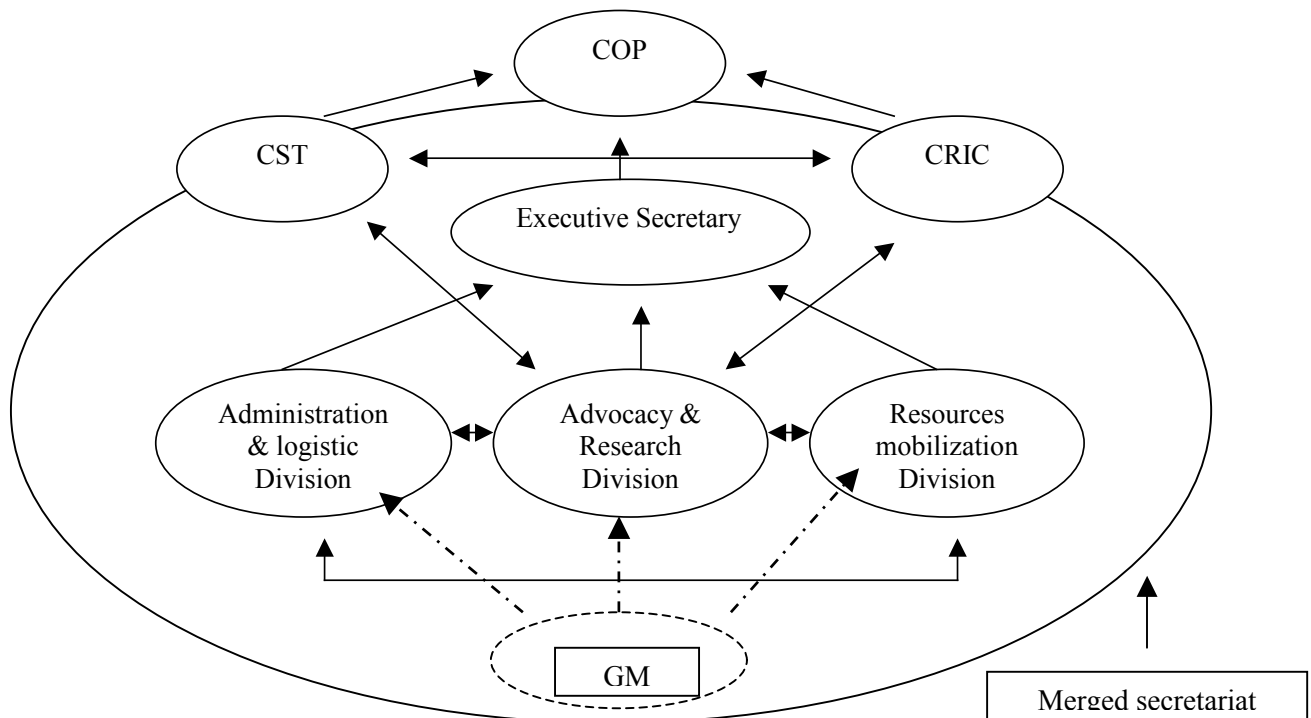 COP
CST
CRIC
Executive Secretary
Administration
& logistic
Division
Advocacy &
Research
Division
Resources
mobilization
Division
GM
Merged secretariat